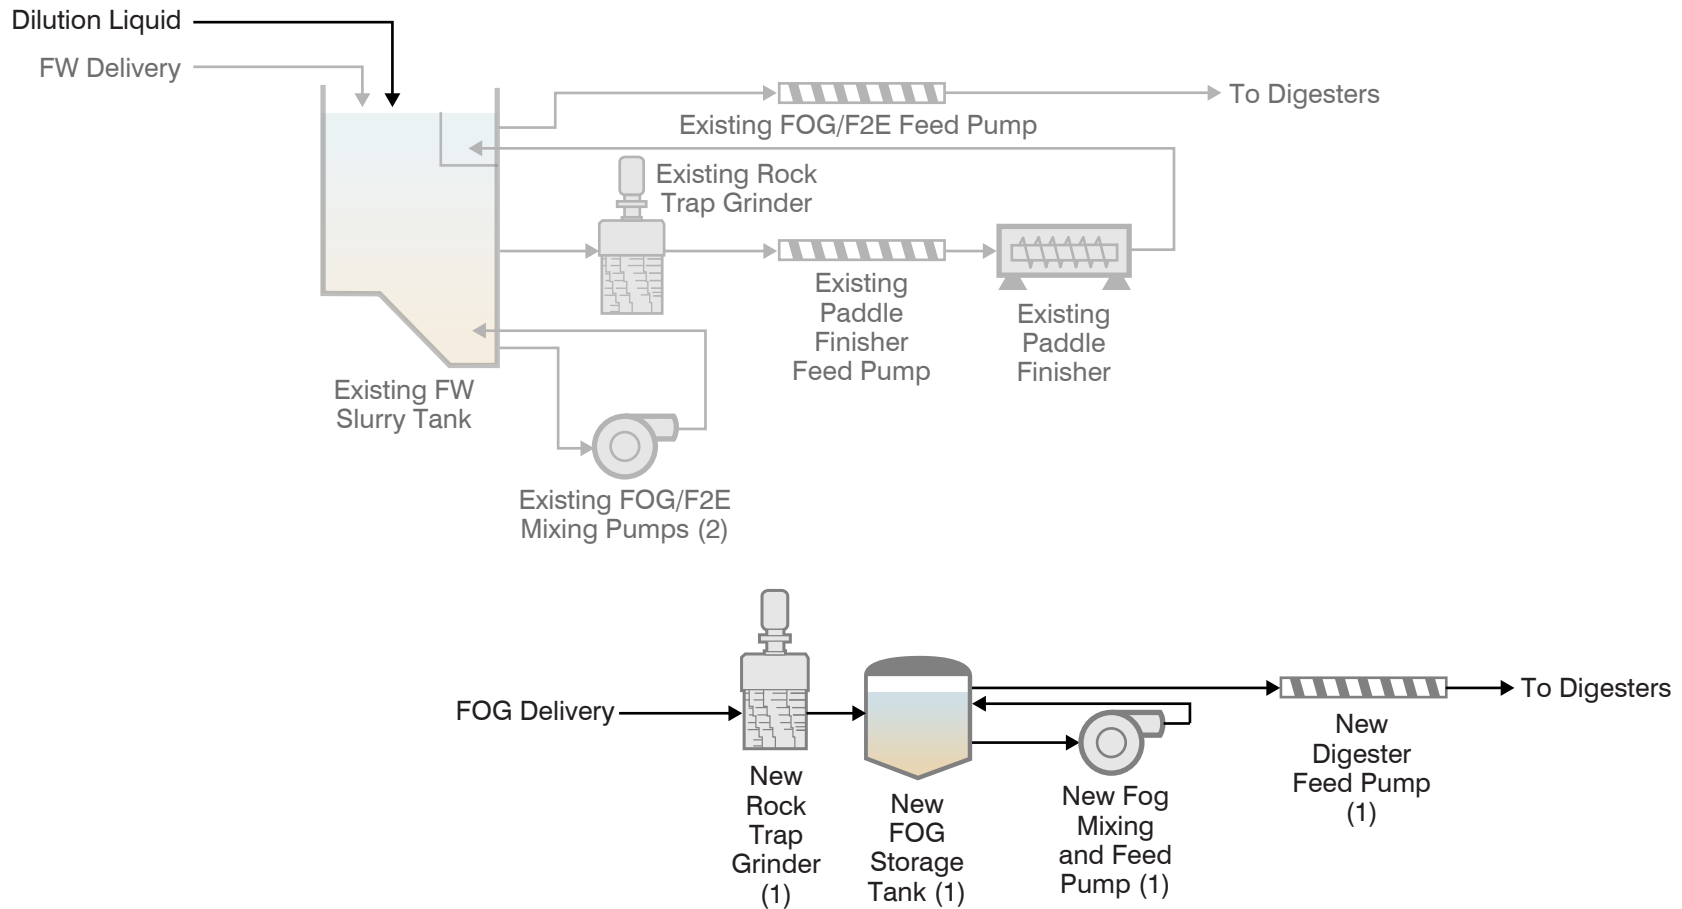 Dilution Liquid
FW Delivery
To Digesters
Existing FOG/F2E Feed Pump
Existing Rock
Trap Grinder
Existing
Paddle
Finisher
Feed Pump
Existing
Paddle
Finisher
Existing FW
Slurry Tank
Existing FOG/F2E
Mixing Pumps (2)
FOG Delivery
To Digesters
New
Rock
Trap
Grinder
(1)
New
FOG
Storage
Tank (1)
New Fog
Mixing
and Feed
Pump (1)
New
Digester
Feed Pump
(1)